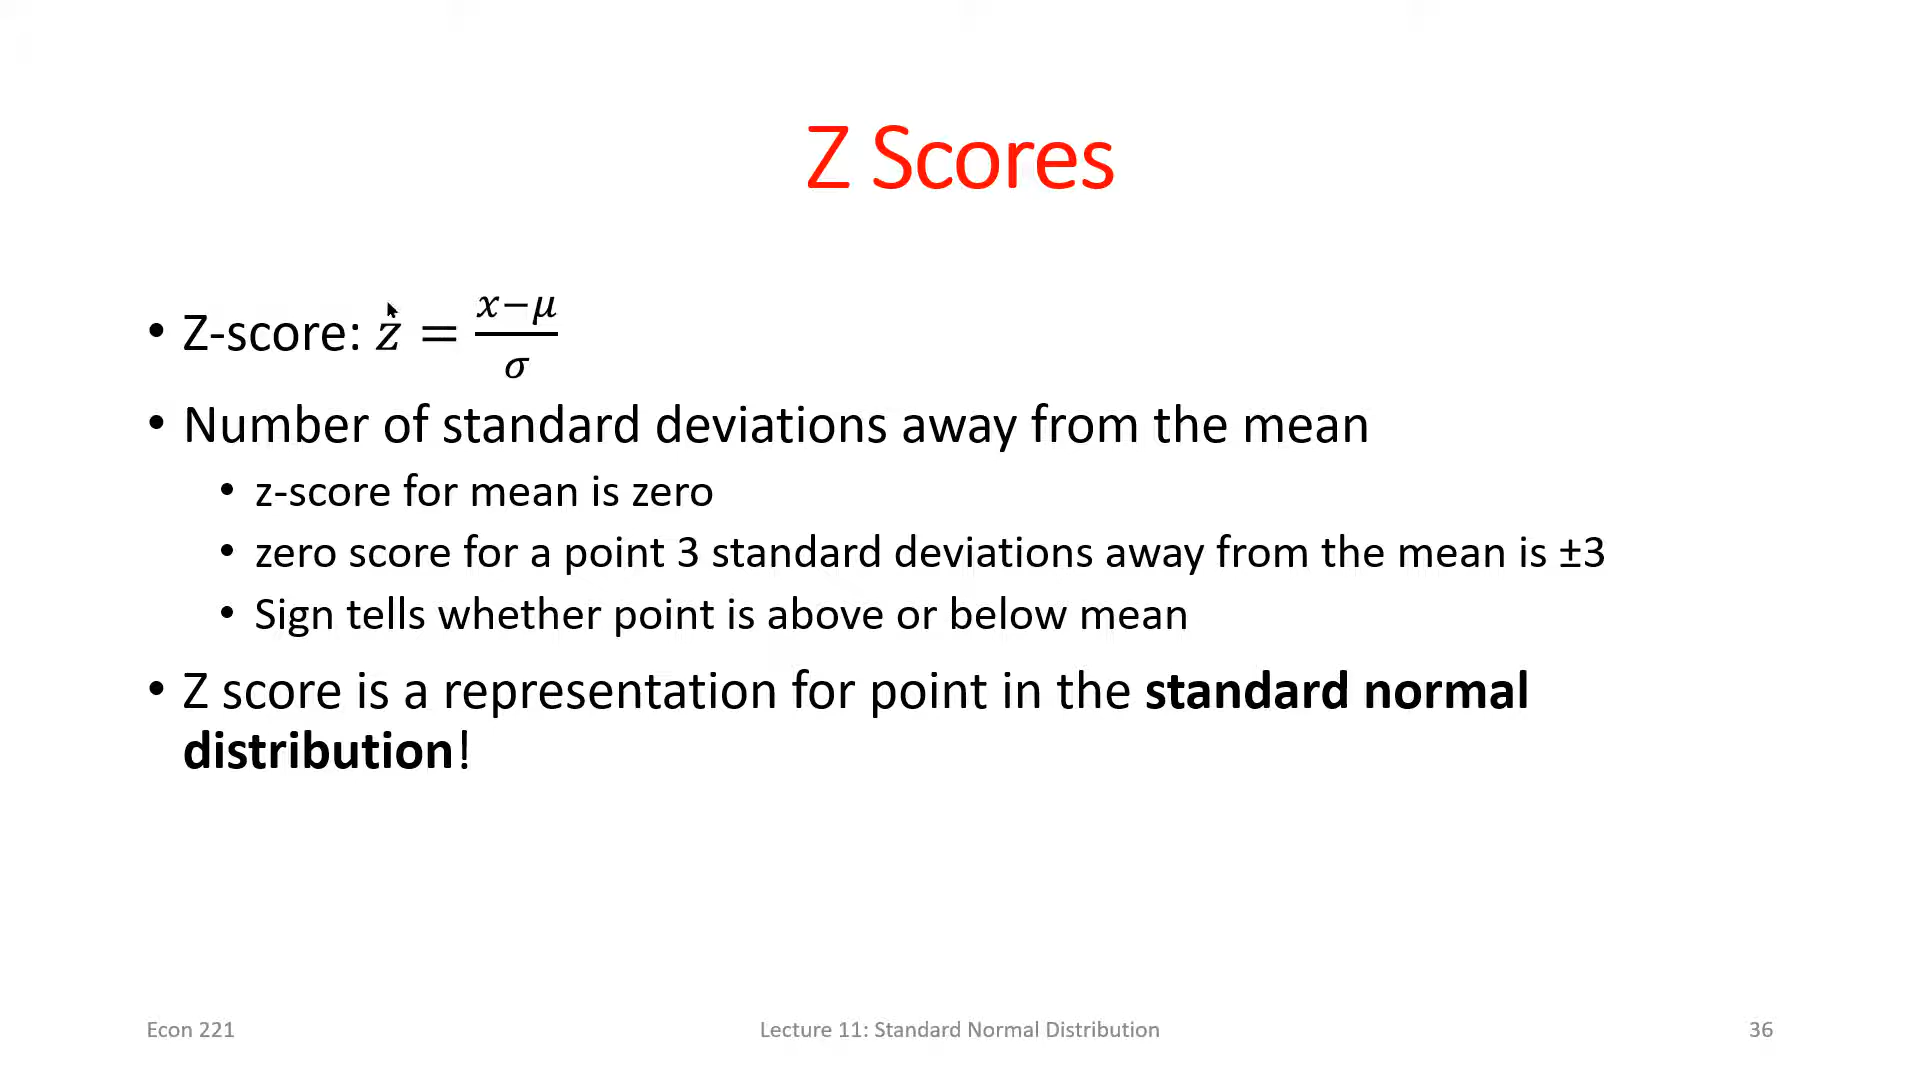 Z Scores
• Z-score: z = \frac{x-μ}{σ}
• Number of standard deviations away from the mean
• z-score for mean is zero
• zero score for a point 3 standard deviations away from the mean is ±3
• Sign tells whether point is above or below mean
• Z score is a representation for point in the standard normal
distribution!
Econ 221
Lecture 11: Standard Normal Distribution
36